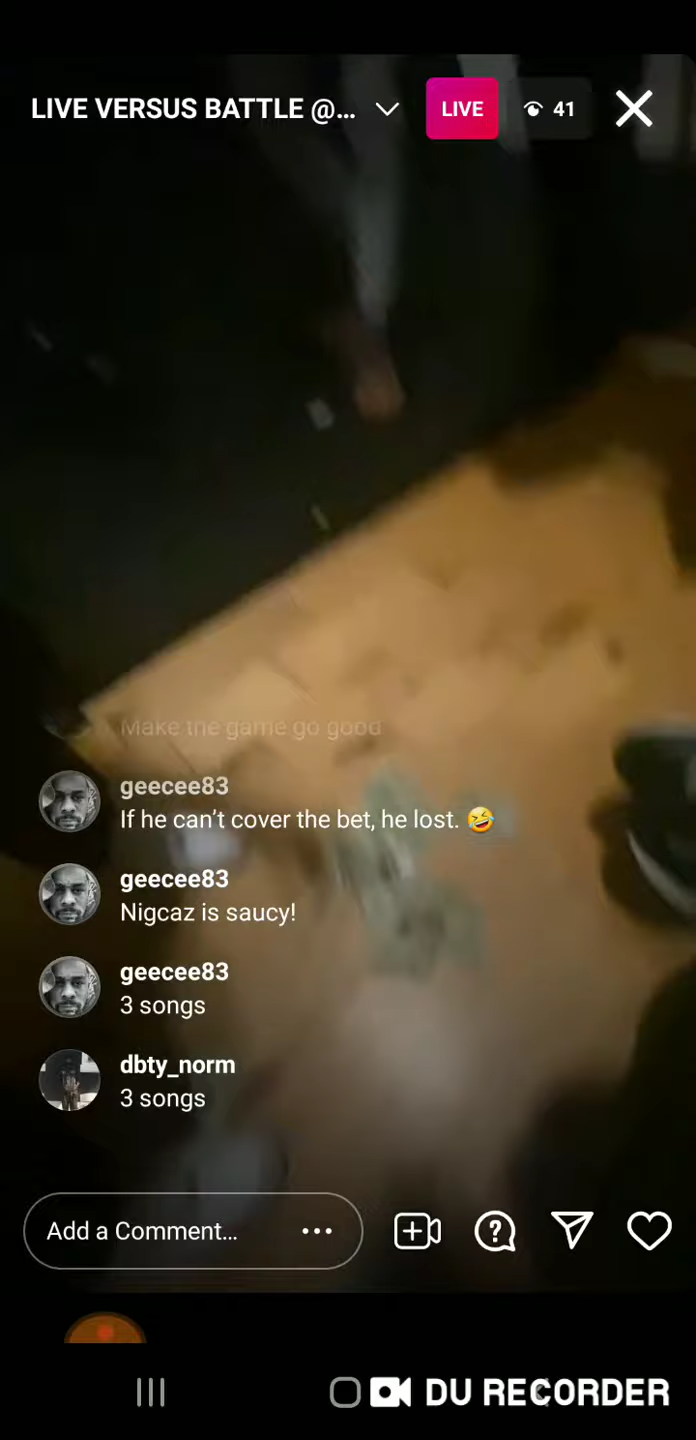 LIVE VERSUS BATTLE @...
LIVE
41
Make the game go good
geecee83
If he can't cover the bet, he lost. 🤣
geecee83
Nigcaz is saucy!
geecee83
3 songs
dbty_norm
3 songs
Add a Comment...
DU RECORDER